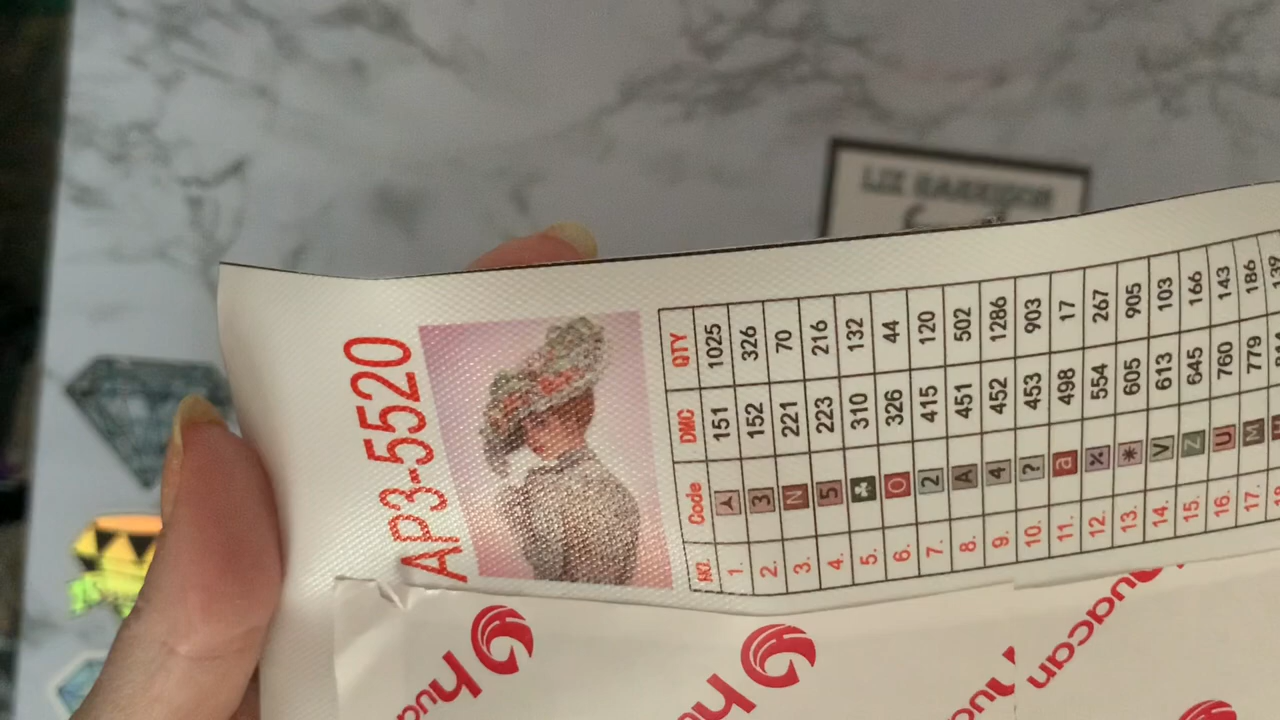 LIZ
AP3-5520
NO. Code DMC QTY
1. 151 1025
2. 3 152 326
3. N 221 70
4. 5 223 216
5. ♣ 310 132
6. O 326 44
7. 2 415 120
8. A 451 502
9. 4 452 1286
10. ? 453 903
11. a 498 17
12. % 554 267
13. * 605 905
14. V 613 103
15. Z 645 166
16. U 760 143
17. M 779 186
18. 139
huacan